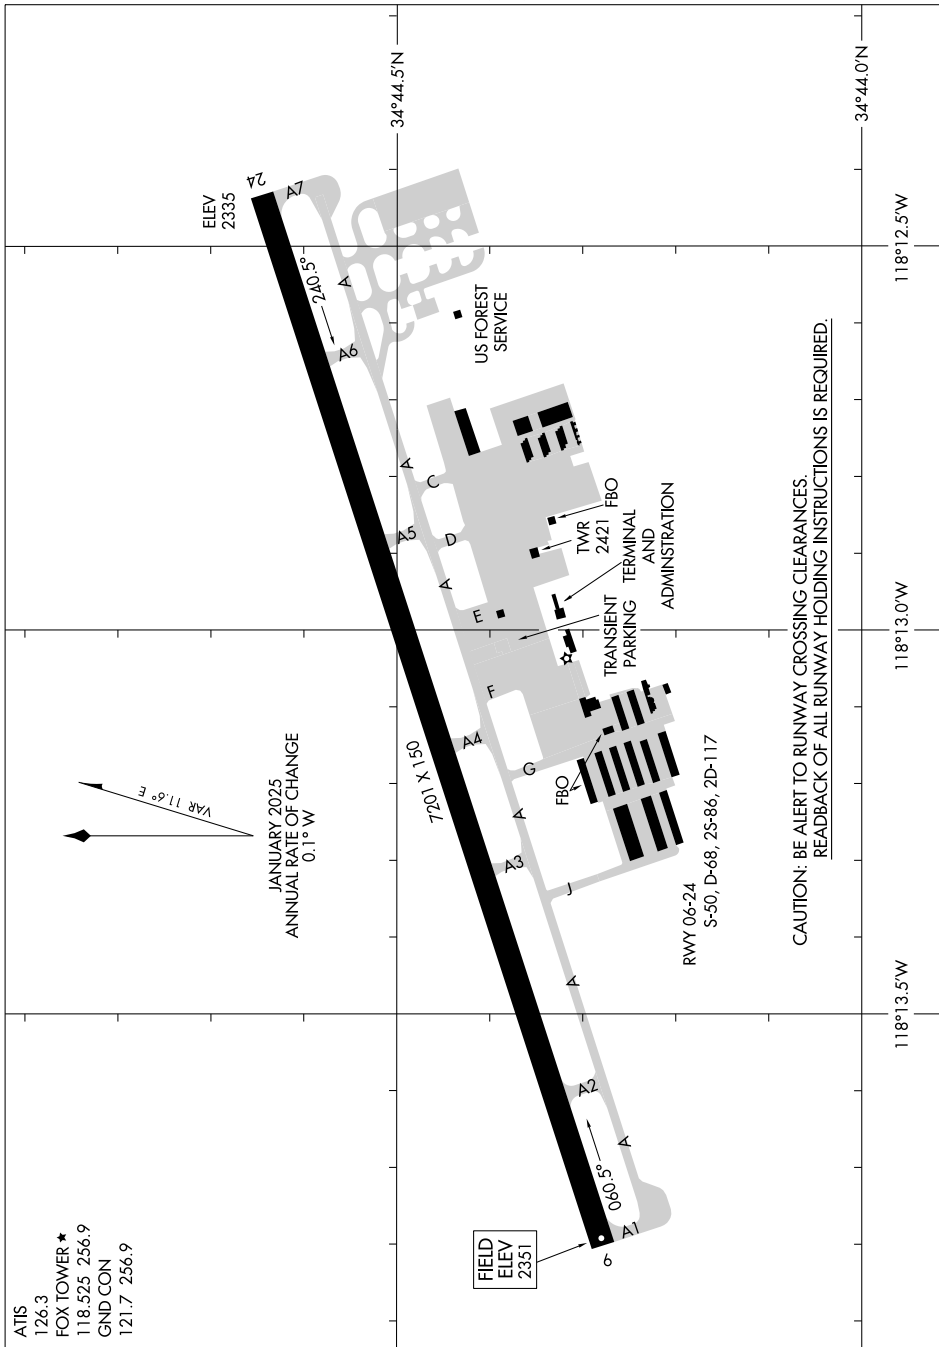 ATIS
126.3
FOX TOWER ★
118.525 256.9
GND CON
121.7 256.9
JANUARY 2025
ANNUAL RATE OF CHANGE
0.1° W
VAR 11.6° E
ELEV
2335
24
A7
240.5°
A
A6
34°44.5'N
34°44.0'N
US FOREST
SERVICE
118°12.5'W
A
C
A5
D
A
E
FBO
TWR
2421
TERMINAL
AND
ADMINSTRATION
TRANSIENT
PARKING
118°13.0'W
F
A4
7201 X 150
G
FBO
A
A3
J
RWY 06-24
S-50, D-68, 2S-86, 2D-117
CAUTION: BE ALERT TO RUNWAY CROSSING CLEARANCES.
READBACK OF ALL RUNWAY HOLDING INSTRUCTIONS IS REQUIRED.
A
118°13.5'W
A2
060.5°
A
A1
6
FIELD
ELEV
2351